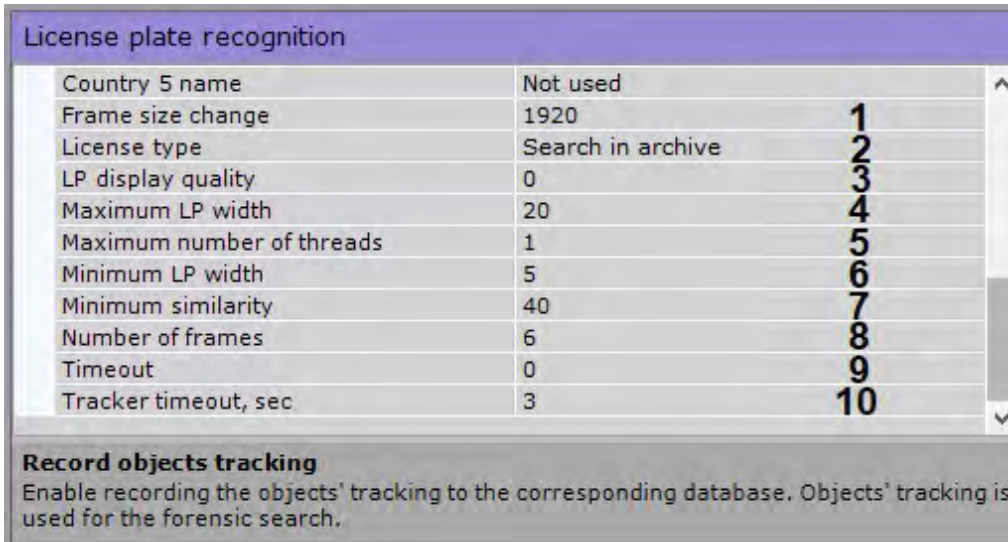 License plate recognition
Country 5 name Not used
Frame size change 1920 1
License type Search in archive 2
LP display quality 0 3
Maximum LP width 20 4
Maximum number of threads 1 5
Minimum LP width 5 6
Minimum similarity 40 7
Number of frames 6 8
Timeout 0 9
Tracker timeout, sec 3 10
Record objects tracking
Enable recording the objects' tracking to the corresponding database. Objects' tracking is
used for the forensic search.